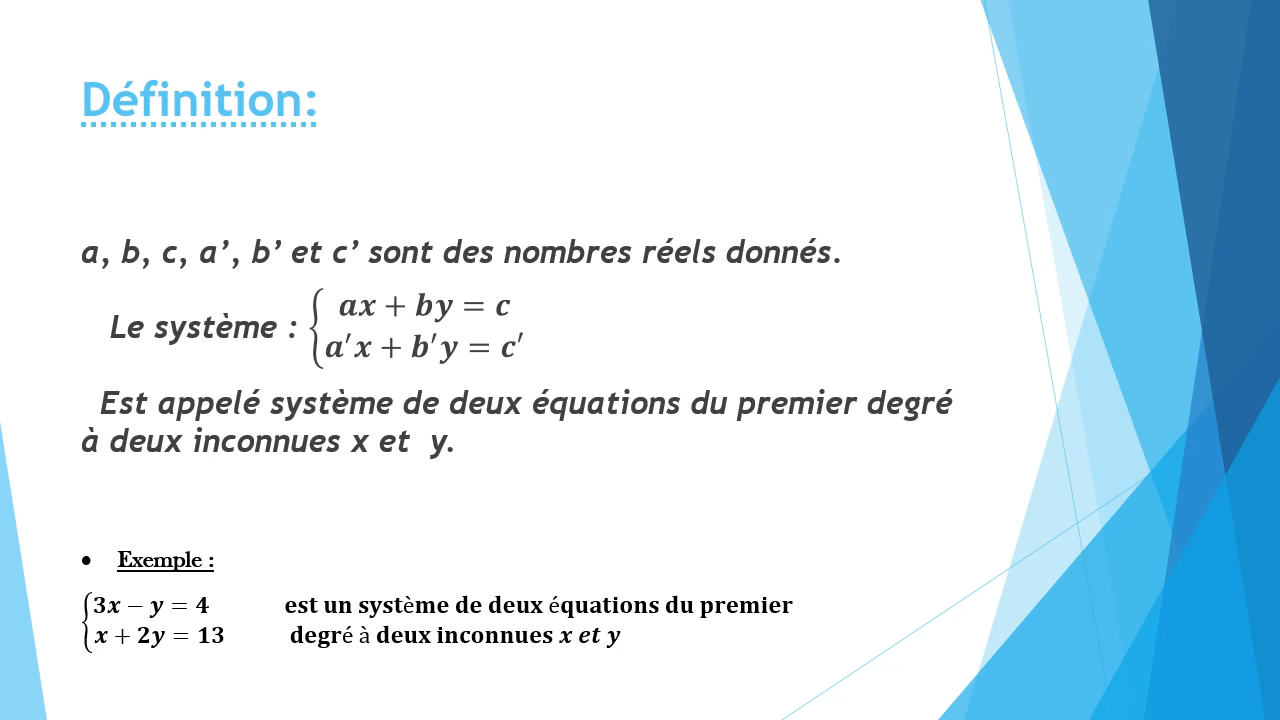 Définition:
a, b, c, a’, b’ et c’ sont des nombres réels donnés.
Le système : { ax + by = c
a′x + b′y = c′
Est appelé système de deux équations du premier degré
à deux inconnues x et y.
• Exemple :
{ 3x − y = 4 est un système de deux équations du premier
x + 2y = 13 degré à deux inconnues x et y